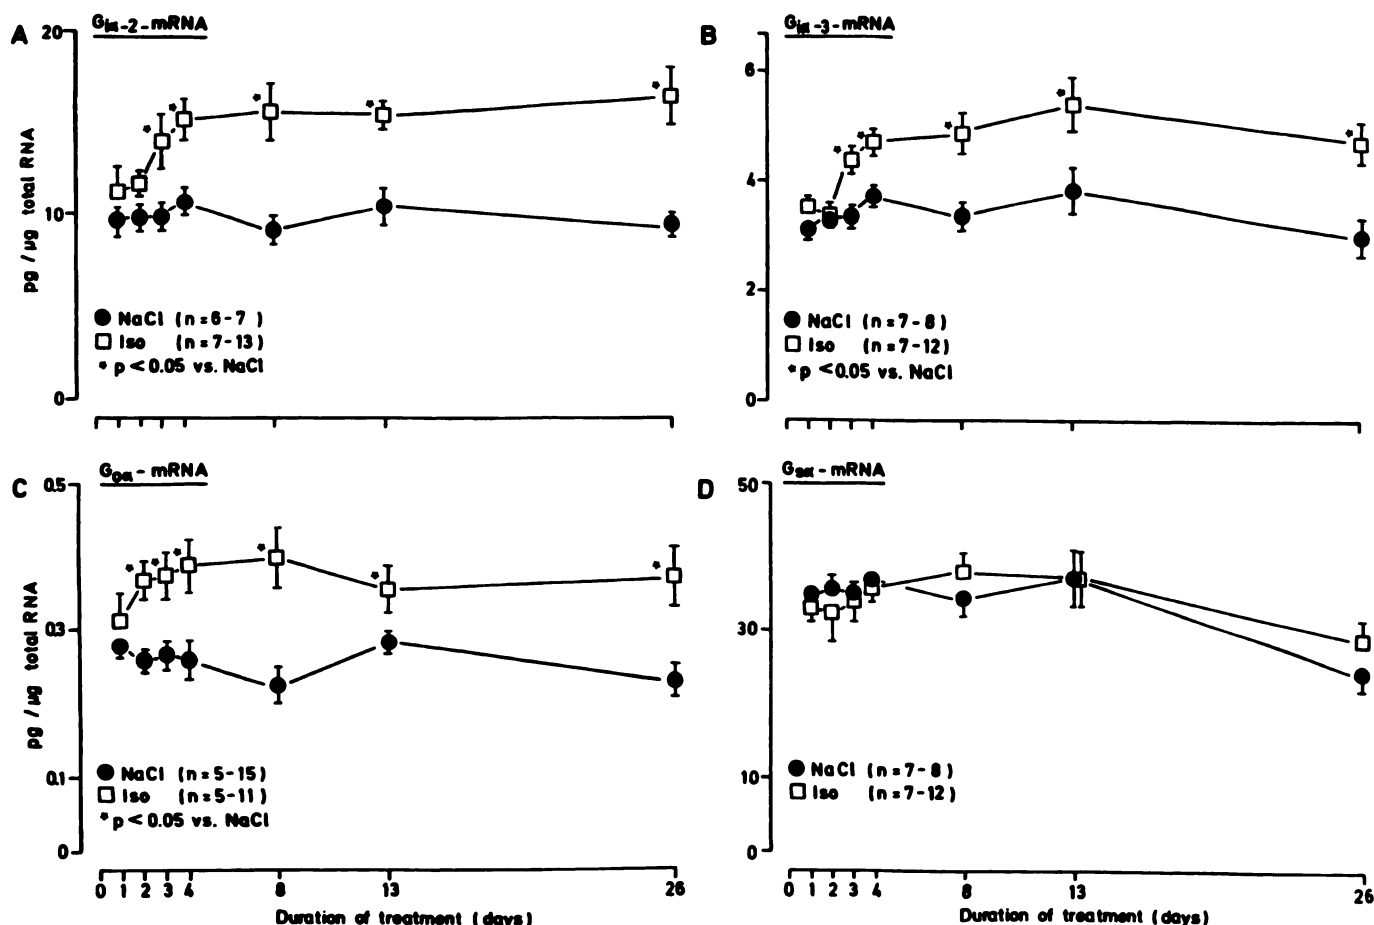 A
Giα-2-mRNA
20
10
0
pg / µg total RNA
NaCl (n=6-7)
Iso (n=7-13)
* p < 0.05 vs. NaCl
B
Giα-3-mRNA
6
4
2
0
NaCl (n=7-8)
Iso (n=7-12)
* p < 0.05 vs. NaCl
C
Goα - mRNA
0.5
0.3
0.1
0
pg / µg total RNA
NaCl (n=5-15)
Iso (n=5-11)
* p < 0.05 vs. NaCl
0 1 2 3 4 8 13 26
Duration of treatment (days)
D
Gsα - mRNA
50
30
10
0
NaCl (n=7-8)
Iso (n=7-12)
0 1 2 3 4 8 13 26
Duration of treatment (days)